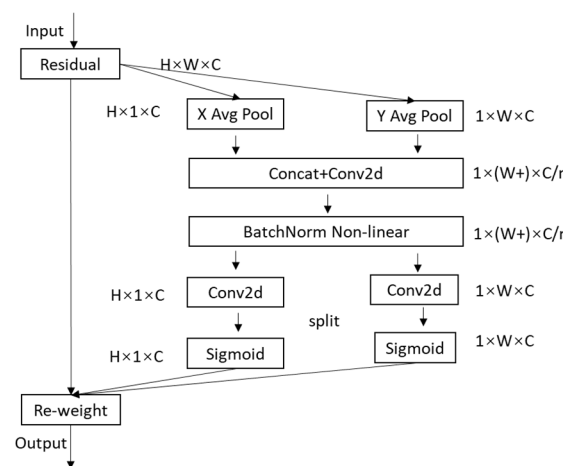 Input
Residual
H×W×C
H×1×C
X Avg Pool
Y Avg Pool
1×W×C
Concat+Conv2d
1×(W+)×C/r
BatchNorm Non-linear
1×(W+)×C/r
H×1×C
Conv2d
Conv2d
1×W×C
split
H×1×C
Sigmoid
Sigmoid
1×W×C
Re-weight
Output